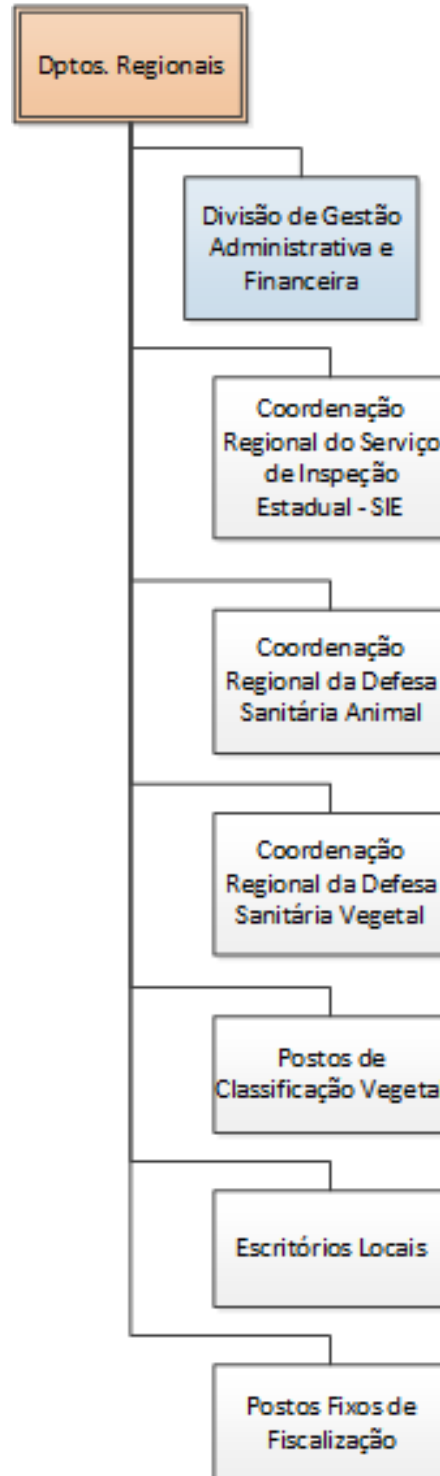 Dptos. Regionais
Divisão de Gestão
Administrativa e
Financeira
Coordenação
Regional do Serviço
de Inspeção
Estadual - SIE
Coordenação
Regional da Defesa
Sanitária Animal
Coordenação
Regional da Defesa
Sanitária Vegetal
Postos de
Classificação Vegeta
Escritórios Locais
Postos Fixos de
Fiscalização